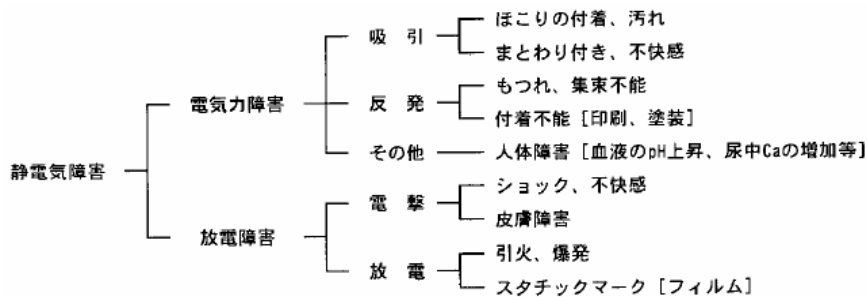 ほこりの付着、汚れ
吸 引
まとわり付き、不快感
もつれ、集束不能
電気力障害
反 発
付着不能 [印刷、塗装]
その他
人体障害 [血液のpH上昇、尿中Caの増加等]
静電気障害
ショック、不快感
電 撃
皮膚障害
放電障害
引火、爆発
放 電
スタチックマーク [フィルム]